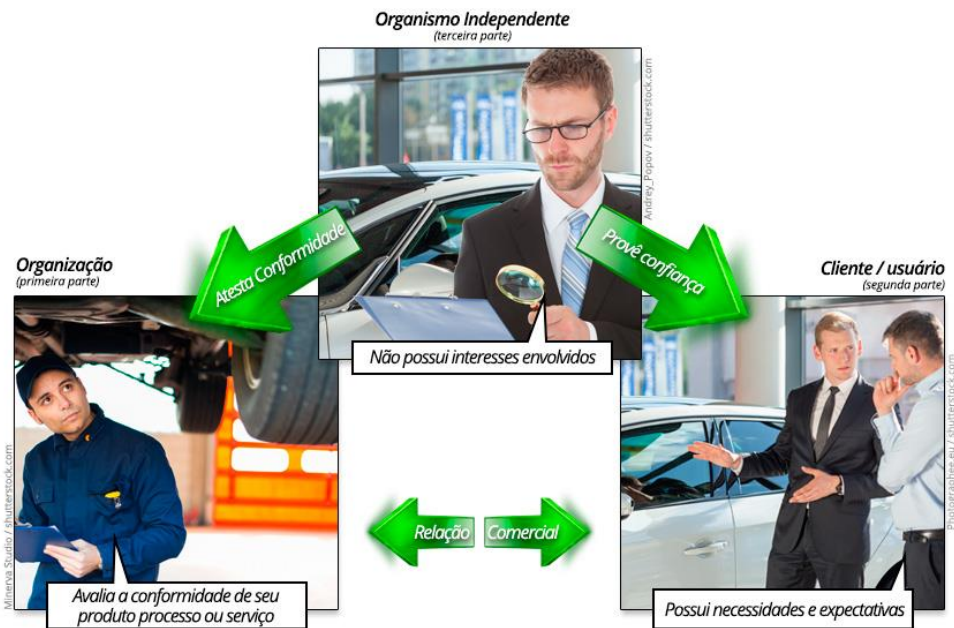 Organismo Independente
(terceira parte)
Andrey_Popov / shutterstock.com
Atesta Conformidade
Provê confiança
Organização
(primeira parte)
Cliente / usuário
(segunda parte)
Não possui interesses envolvidos
Minerva Studio / shutterstock.com
Photographee.eu / shutterstock.com
Relação
Comercial
Avalia a conformidade de seu
produto processo ou serviço
Possui necessidades e expectativas